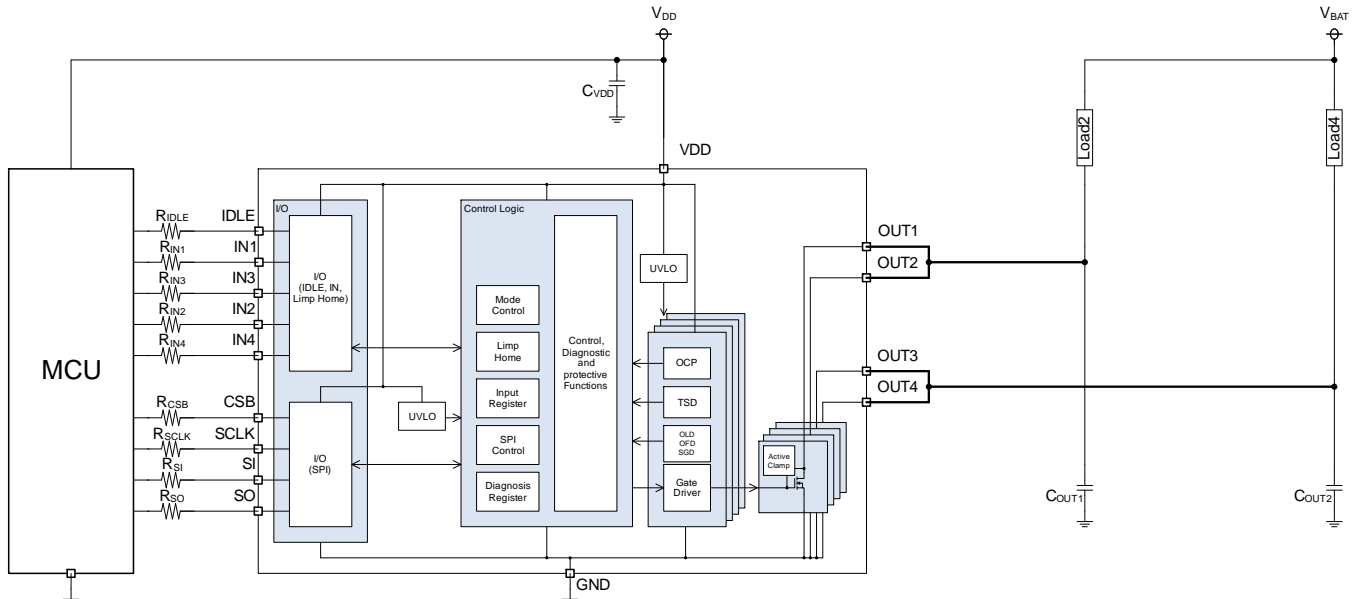 VDD
VBAT
CVDD
Load2
Load4
VDD
MCU
RIDLE
IDLE
RIN1
IN1
RIN3
IN3
RIN2
IN2
RIN4
IN4
RCSB
CSB
RSCLK
SCLK
RSI
SI
RSO
SO
I/O
I/O
(IDLE, IN,
Limp Home)
I/O
(SPI)
UVLO
Control Logic
Mode
Control
Limp
Home
Input
Register
SPI
Control
Diagnosis
Register
Control,
Diagnostic
and
protective
Functions
UVLO
OCP
TSD
OLD
OFD
SGD
Gate
Driver
Active
Clamp
OUT1
OUT2
OUT3
OUT4
COUT1
COUT2
GND